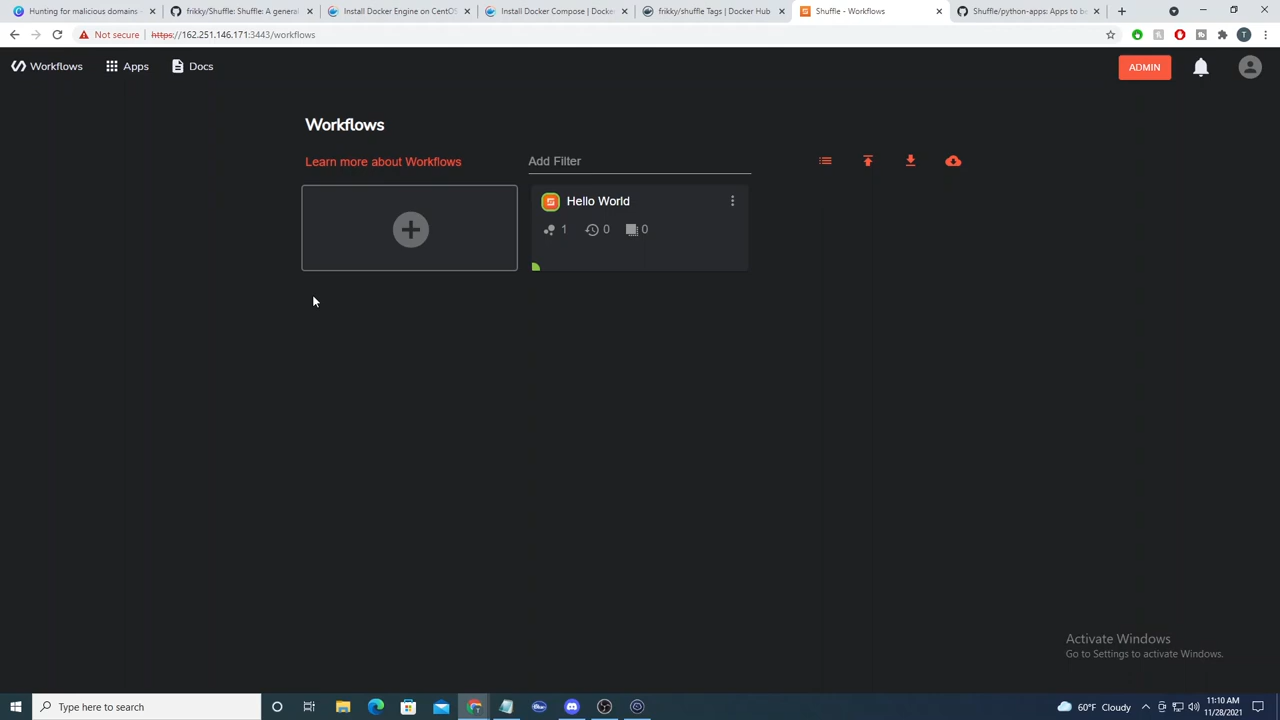 Hunting for malicious domains -
frikky/Shuffle: Shuffle: A general
Install Docker Engine on CentOS
Install Docker Compose | Docker
frikky/shuffle Tags | Docker Hub
Shuffle - Workflows
Shuffle/python-apps: Apps to be
Not secure
https://162.251.146.171:3443/workflows
T
Workflows
Apps
Docs
ADMIN
Workflows
Learn more about Workflows
Add Filter
Hello World
1
0
0
Activate Windows
Go to Settings to activate Windows.
Type here to search
60°F Cloudy
11:10 AM
11/28/2021